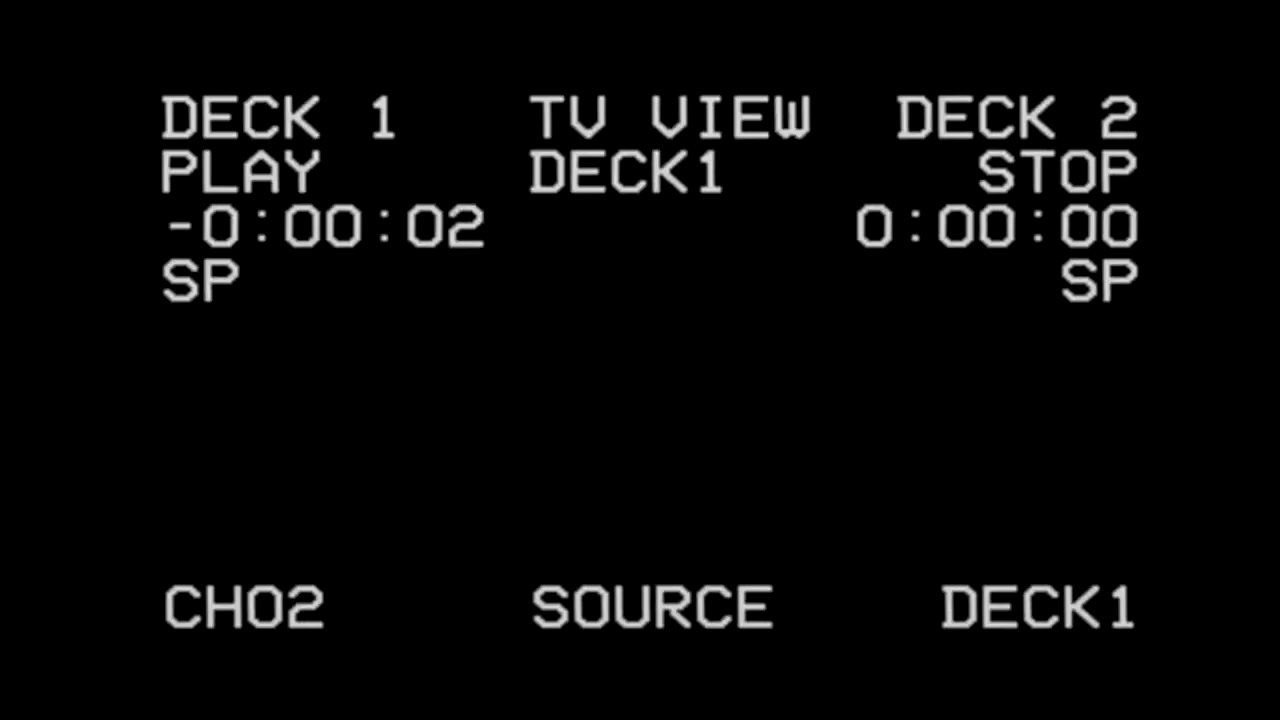 DECK 1 TV VIEW DECK 2
PLAY DECK1 STOP
-0:00:02 0:00:00
SP SP
CH02 SOURCE DECK1